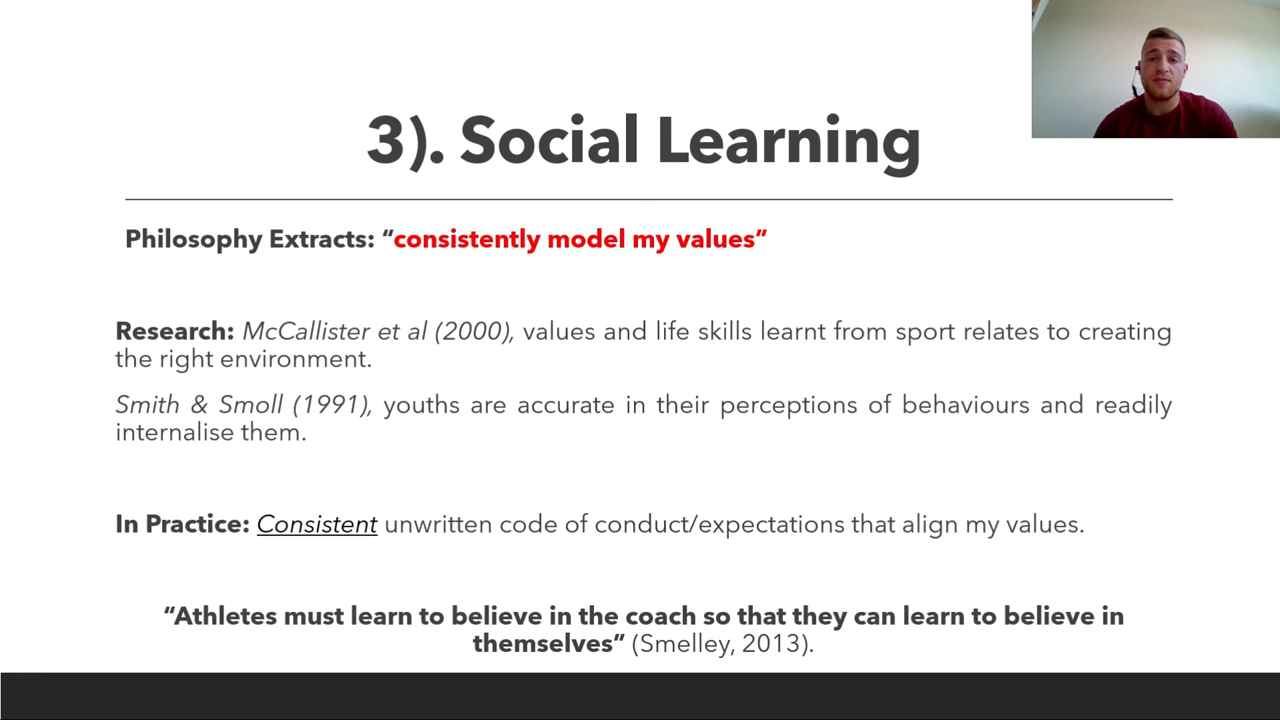 3). Social Learning
Philosophy Extracts: “consistently model my values”
Research: McCallister et al (2000), values and life skills learnt from sport relates to creating
the right environment.
Smith & Smoll (1991), youths are accurate in their perceptions of behaviours and readily
internalise them.
In Practice: Consistent unwritten code of conduct/expectations that align my values.
“Athletes must learn to believe in the coach so that they can learn to believe in
themselves” (Smelley, 2013).